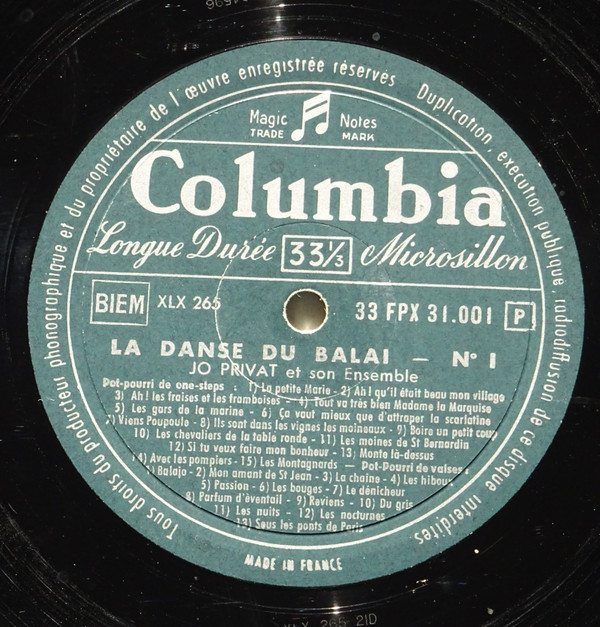 Tous droits du producteur phonographique et du propriétaire de l'œuvre enregistrée réservés Duplication, exécution publique, radiodiffusion de ce disque interdites.
Magic Notes
TRADE MARK
Columbia
Longue Durée 33⅓ Microsillon
BIEM XLX 265 33 FPX 31.001 P
LA DANSE DU BALAI — N° 1
JO PRIVAT et son Ensemble
Pot-pourri de one-steps : 1) La petite Marie - 2) Ah! qu'il était beau mon village
3) Ah! les fraises et les framboises - 4) Tout va très bien Madame la Marquise
5) Les gars de la marine - 6) Ça vaut mieux que d'attraper la scarlatine
7) Viens Poupoule - 8) Ils sont dans les vignes les moineaux - 9) Boire un petit coup
10) Les chevaliers de la table ronde - 11) Les moines de St Bernardin
12) Si tu veux faire mon bonheur - 13) Monte là-dessus
14) Avec les pompiers - 15) Les Montagnards — Pot-Pourri de valses:
1) Balajo - 2) Mon amant de St Jean - 3) La chaine - 4) Les hiboux
5) Passion - 6) Les bouges - 7) Le dénicheur
8) Parfum d'éventail - 9) Reviens - 10) Du gris
11) Les nuits - 12) Les nocturnes
13) Sous les ponts de Paris
MADE IN FRANCE
XLX 265 21D